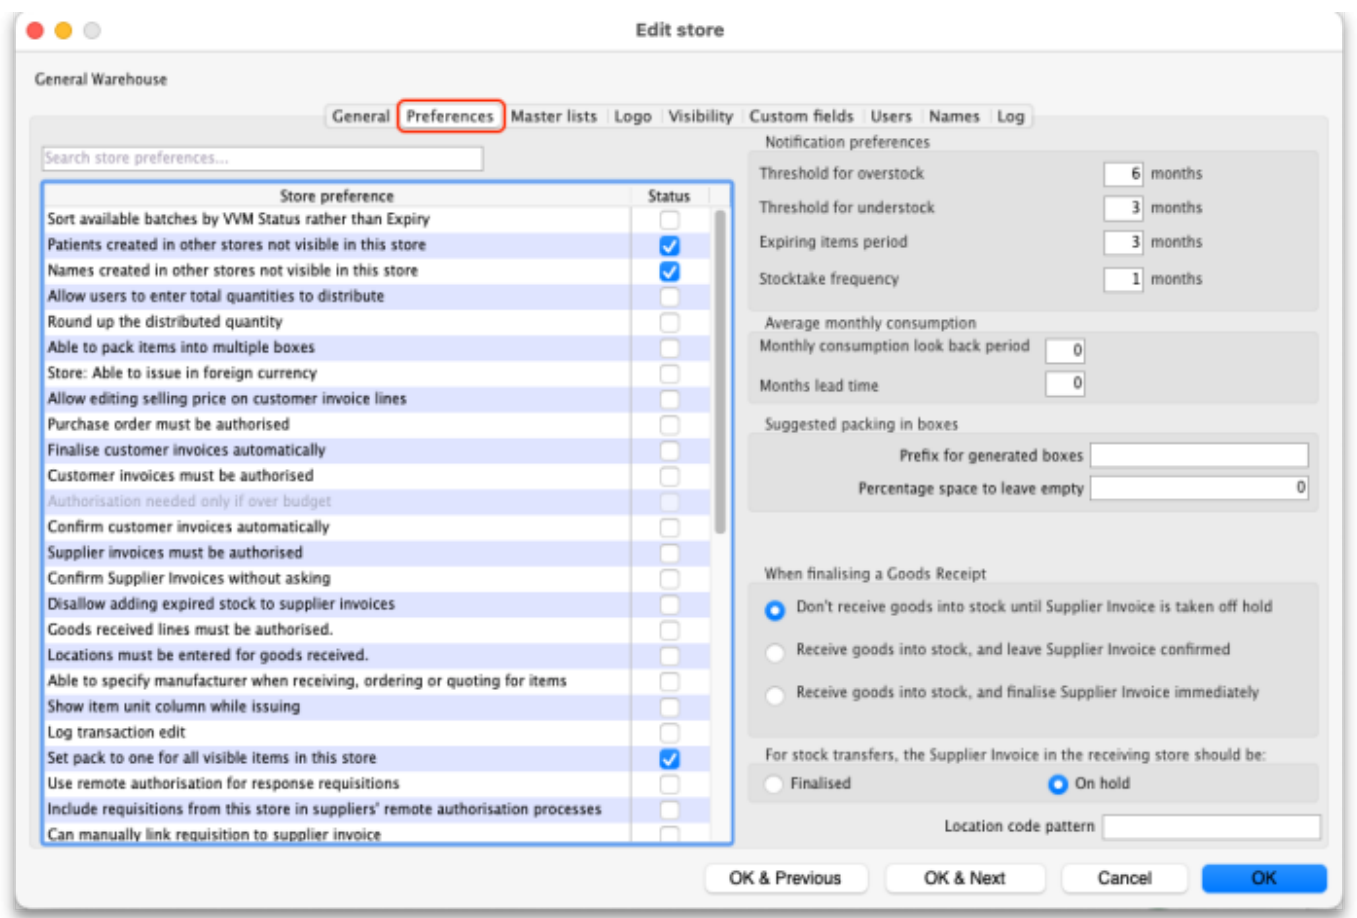 Edit store
General Warehouse
General Preferences Master lists Logo Visibility Custom fields Users Names Log
Search store preferences...
Store preference Status
Sort available batches by VVM Status rather than Expiry
Patients created in other stores not visible in this store
Names created in other stores not visible in this store
Allow users to enter total quantities to distribute
Round up the distributed quantity
Able to pack items into multiple boxes
Store: Able to issue in foreign currency
Allow editing selling price on customer invoice lines
Purchase order must be authorised
Finalise customer invoices automatically
Customer invoices must be authorised
Authorisation needed only if over budget
Confirm customer invoices automatically
Supplier invoices must be authorised
Confirm Supplier Invoices without asking
Disallow adding expired stock to supplier invoices
Goods received lines must be authorised.
Locations must be entered for goods received.
Able to specify manufacturer when receiving, ordering or quoting for items
Show item unit column while issuing
Log transaction edit
Set pack to one for all visible items in this store
Use remote authorisation for response requisitions
Include requisitions from this store in suppliers' remote authorisation processes
Can manually link requisition to supplier invoice
Notification preferences
Threshold for overstock 6 months
Threshold for understock 3 months
Expiring items period 3 months
Stocktake frequency 1 months
Average monthly consumption
Monthly consumption look back period 0
Months lead time 0
Suggested packing in boxes
Prefix for generated boxes
Percentage space to leave empty 0
When finalising a Goods Receipt
Don't receive goods into stock until Supplier Invoice is taken off hold
Receive goods into stock, and leave Supplier Invoice confirmed
Receive goods into stock, and finalise Supplier Invoice immediately
For stock transfers, the Supplier Invoice in the receiving store should be:
Finalised On hold
Location code pattern
OK & Previous OK & Next Cancel OK